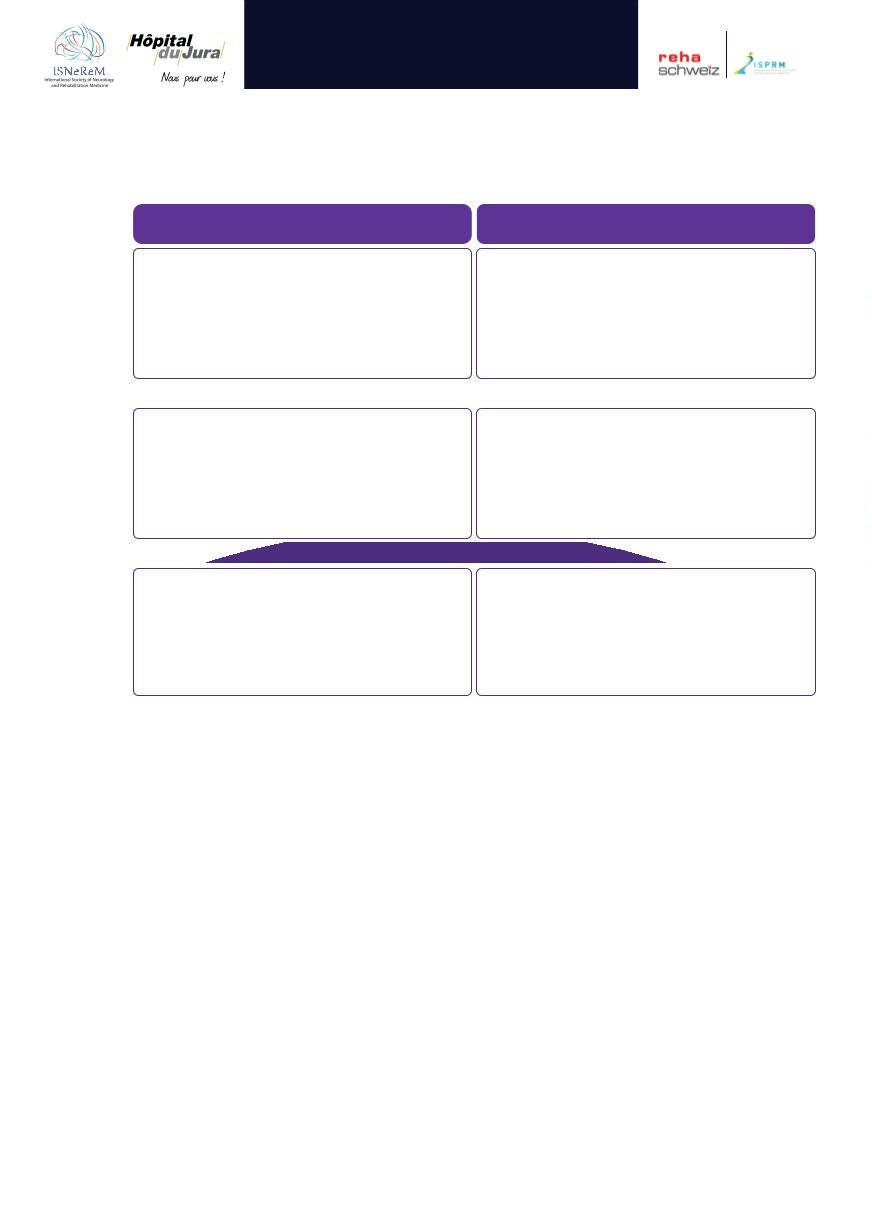 ISNeReM
International Society of Neurology
and Rehabilitation Medicine
Hôpital
du Jura
Nous pour vous !
reha
schweiz
ISPRM